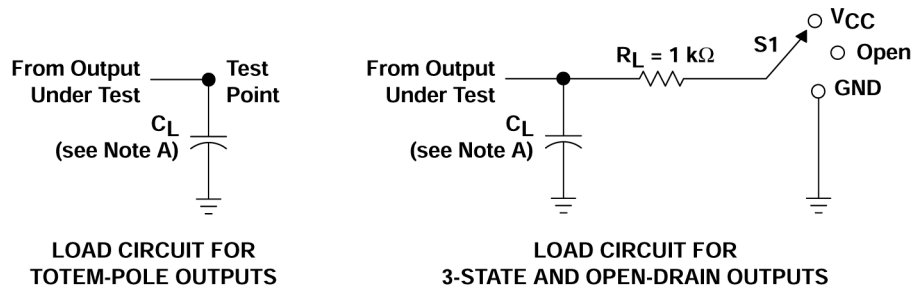 From Output
Under Test
Test
Point
CL
(see Note A)
LOAD CIRCUIT FOR
TOTEM-POLE OUTPUTS
From Output
Under Test
RL = 1 kΩ
S1
VCC
Open
GND
CL
(see Note A)
LOAD CIRCUIT FOR
3-STATE AND OPEN-DRAIN OUTPUTS